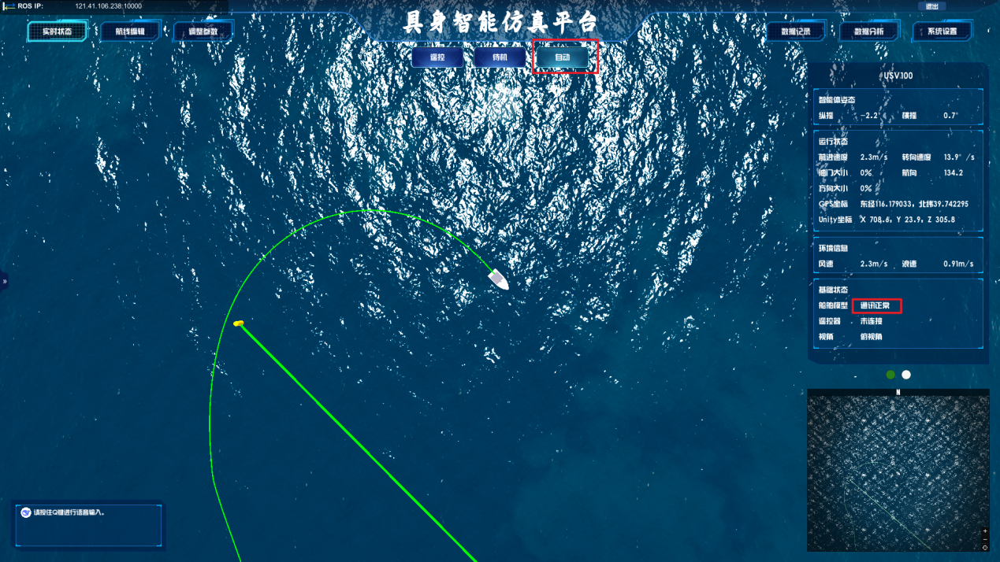 ROS IP: 121.41.106.238:10000
退出
具身智能仿真平台
实时状态 航线编辑 调整参数
数据记录 数据分析 系统设置
遥控 待机 自动
USV100
智能体姿态
纵摇 -2.2° 横摇 0.7°
运行状态
前进速度 2.3m/s 转向速度 13.9° /s
油门大小 0% 航向 134.2
方向大小 0%
GPS坐标 东经116.179033, 北纬39.742295
Unity坐标 X 708.6, Y 23.9, Z 305.8
环境信息
风速 2.3m/s 浪速 0.91m/s
基础状态
船舶模型 通讯正常
遥控器 未连接
视角 俯视角
»
N
请按住Q键进行语音输入。
+
−